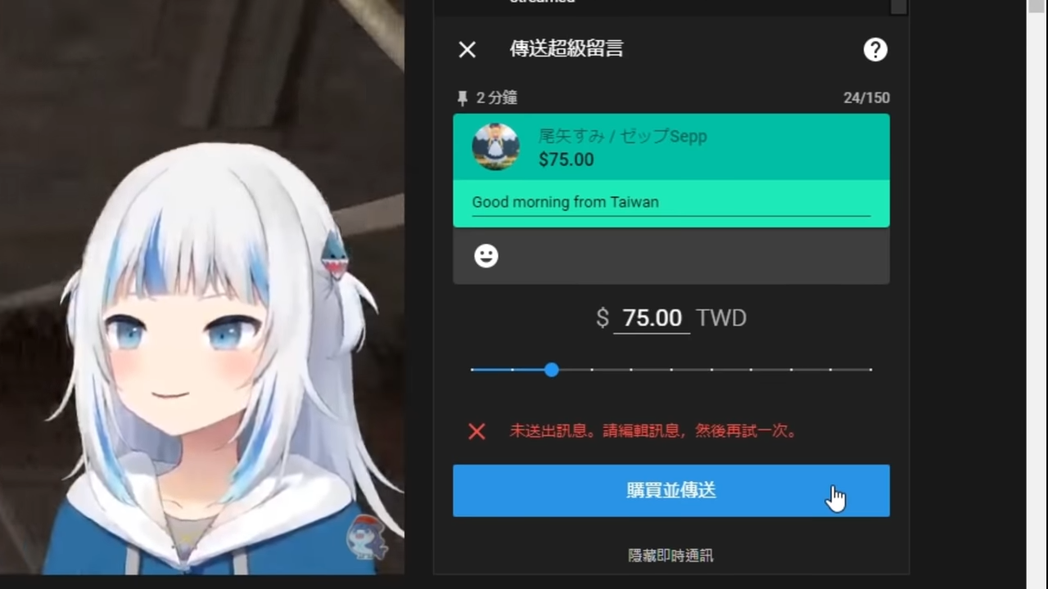 streamed
傳送超級留言
2 分鐘
24/150
尾矢すみ / ゼップSepp
$75.00
Good morning from Taiwan
$ 75.00 TWD
未送出訊息。請編輯訊息，然後再試一次。
購買並傳送
隱藏即時通訊